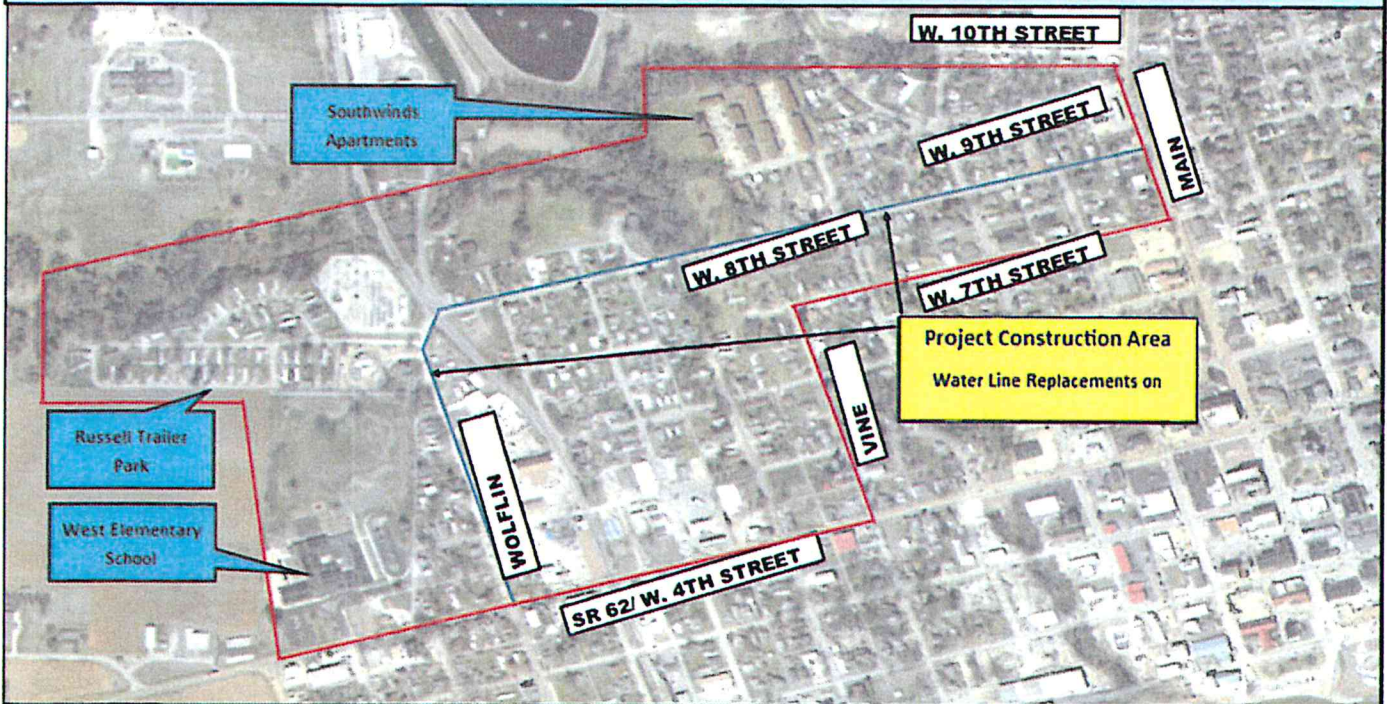 W. 10TH STREET
Southwinds
Apartments
W. 9TH STREET
MAIN
W. 8TH STREET
W. 7TH STREET
Project Construction Area
Water Line Replacements on
VINE
Russell Trailer
Park
WOLFLIN
West Elementary
School
SR 62/ W. 4TH STREET